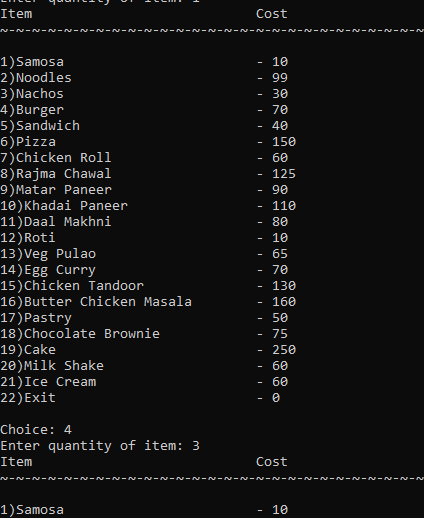 Enter quantity of item: 1
Item Cost
~-~-~-~-~-~-~-~-~-~-~-~-~-~-~-~-~-~-~-~-~-~-~-~-~-~-~
1)Samosa - 10
2)Noodles - 99
3)Nachos - 30
4)Burger - 70
5)Sandwich - 40
6)Pizza - 150
7)Chicken Roll - 60
8)Rajma Chawal - 125
9)Matar Paneer - 90
10)Khadai Paneer - 110
11)Daal Makhni - 80
12)Roti - 10
13)Veg Pulao - 65
14)Egg Curry - 70
15)Chicken Tandoor - 130
16)Butter Chicken Masala - 160
17)Pastry - 50
18)Chocolate Brownie - 75
19)Cake - 250
20)Milk Shake - 60
21)Ice Cream - 60
22)Exit - 0
Choice: 4
Enter quantity of item: 3
Item Cost
~-~-~-~-~-~-~-~-~-~-~-~-~-~-~-~-~-~-~-~-~-~-~-~-~-~-~
1)Samosa - 10